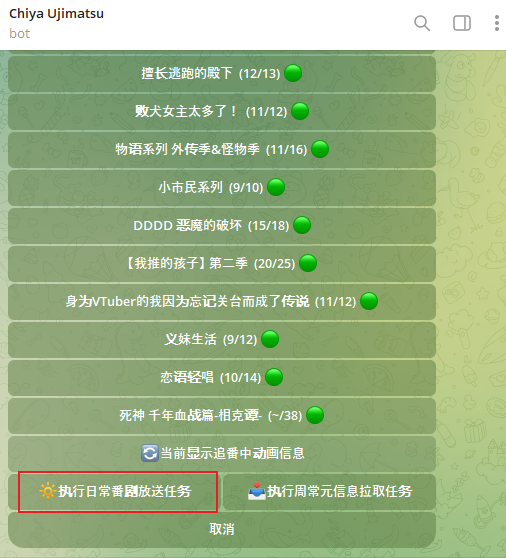 Chiya Ujimatsu
bot
擅长逃跑的殿下 (12/13)
败犬女主太多了！ (11/12)
物语系列 外传季&怪物季 (11/16)
小市民系列 (9/10)
DDDD 恶魔的破坏 (15/18)
【我推的孩子】第二季 (20/25)
身为VTuber的我因为忘记关台而成了传说 (11/12)
义妹生活 (9/12)
恋语轻唱 (10/14)
死神 千年血战篇-相克谭- (~/38)
当前显示追番中动画信息
执行日常番剧放送任务
执行周常元信息拉取任务
取消